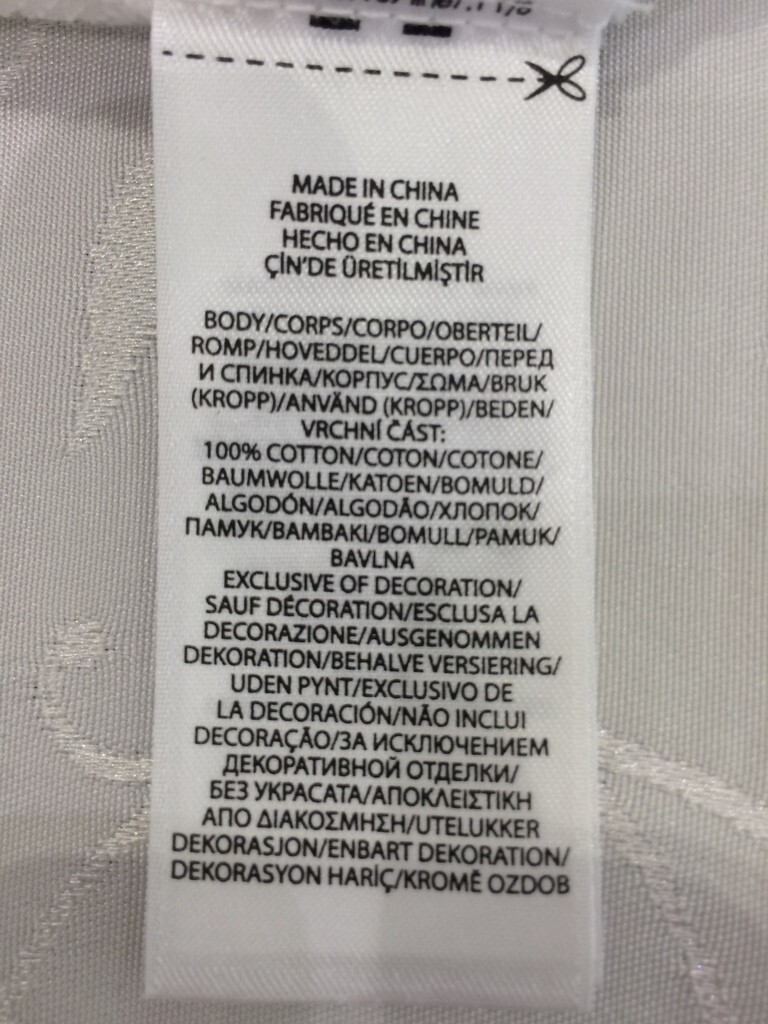 MADE IN CHINA
FABRIQUÉ EN CHINE
HECHO EN CHINA
ÇİN'DE ÜRETİLMİŞTİR
BODY/CORPS/CORPO/OBERTEIL/
ROMP/HOVEDDEL/CUERPO/ПЕРЕД
И СПИНКА/КОРПУС/ΣΩΜΑ/BRUK
(KROPP)/ANVÄND (KROPP)/BEDEN/
VRCHNÍ ČÁST:
100% COTTON/COTON/COTONE/
BAUMWOLLE/KATOEN/BOMULD/
ALGODÓN/ALGODÃO/ХЛОПОК/
ПАМУК/ΒΑΜΒΑΚΙ/BOMULL/PAMUK/
BAVLNA
EXCLUSIVE OF DECORATION/
SAUF DÉCORATION/ESCLUSA LA
DECORAZIONE/AUSGENOMMEN
DEKORATION/BEHALVE VERSIERING/
UDEN PYNT/EXCLUSIVO DE
LA DECORACIÓN/NÃO INCLUI
DECORAÇÃO/ЗА ИСКЛЮЧЕНИЕМ
ДЕКОРАТИВНОЙ ОТДЕЛКИ/
БЕЗ УКРАСАТА/ΑΠΟΚΛΕΙΣΤΙΚΗ
ΑΠΟ ΔΙΑΚΟΣΜΗΣΗ/UTELUKKER
DEKORASJON/ENBART DEKORATION/
DEKORASYON HARİÇ/KROMĚ OZDOB